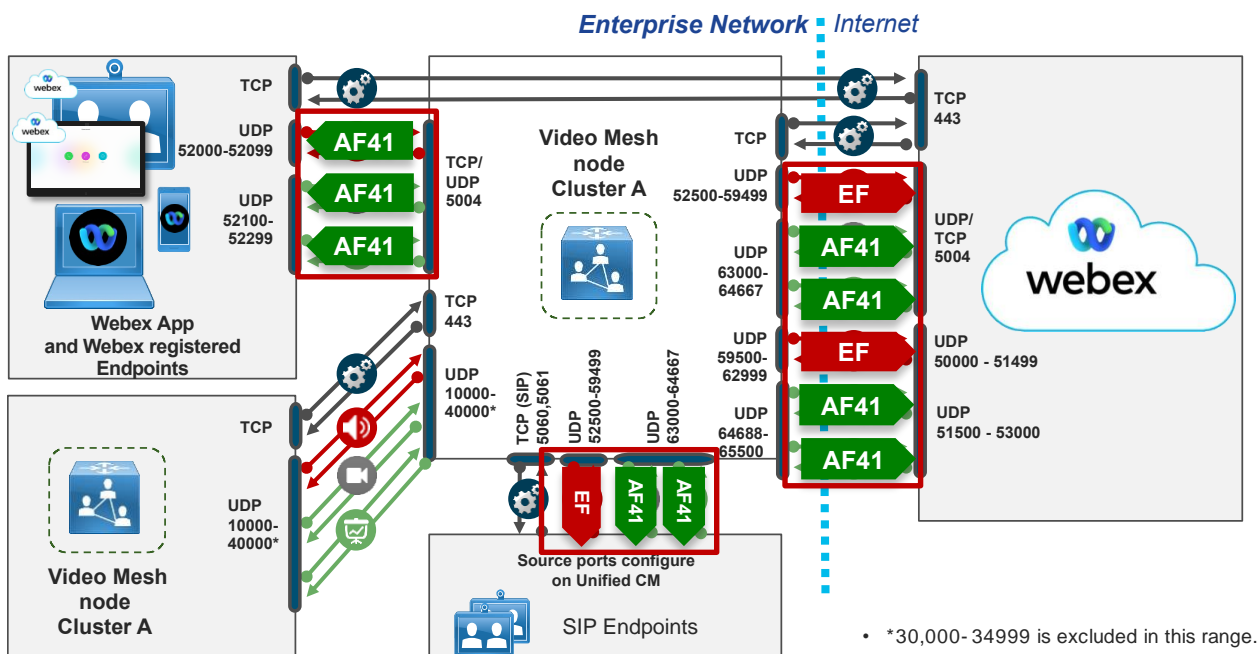 Enterprise Network
Internet
webex
webex
Webex App
and Webex registered
Endpoints
TCP
UDP
52000-52099
UDP
52100-
52299
AF41
AF41
AF41
TCP/
UDP
5004
TCP
443
UDP
10000-
40000*
Video Mesh
node
Cluster A
TCP
UDP
52500-59499
UDP
63000-
64667
UDP
59500-
62999
UDP
64688-
65500
EF
AF41
AF41
EF
AF41
AF41
TCP
443
UDP/
TCP
5004
UDP
50000 - 51499
UDP
51500 - 53000
webex
TCP
UDP
10000-
40000*
Video Mesh
node
Cluster A
TCP (SIP)
5060,5061
UDP
52500-59499
UDP
63000-64667
EF
AF41
AF41
Source ports configure
on Unified CM
SIP Endpoints
• *30,000- 34999 is excluded in this range.